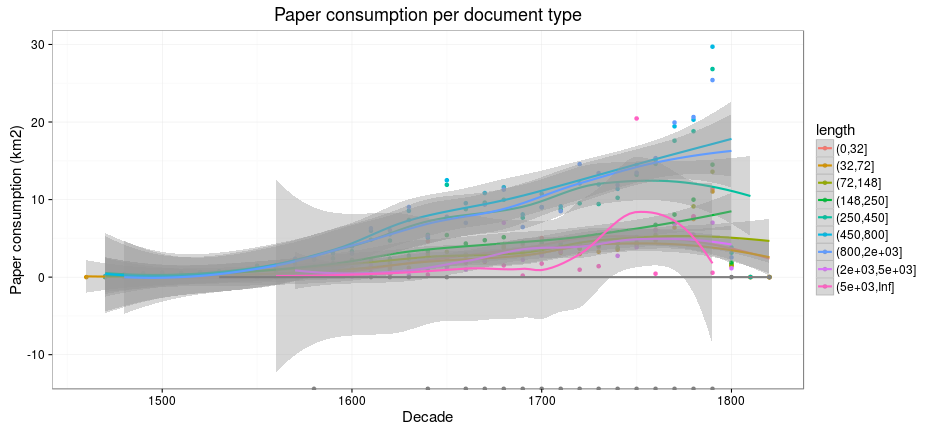 Paper consumption per document type
Paper consumption (km2)
30
20
10
0
-10
1500
1600
1700
1800
Decade
length
(0,32]
(32,72]
(72,148]
(148,250]
(250,450]
(450,800]
(800,2e+03]
(2e+03,5e+03]
(5e+03,Inf]